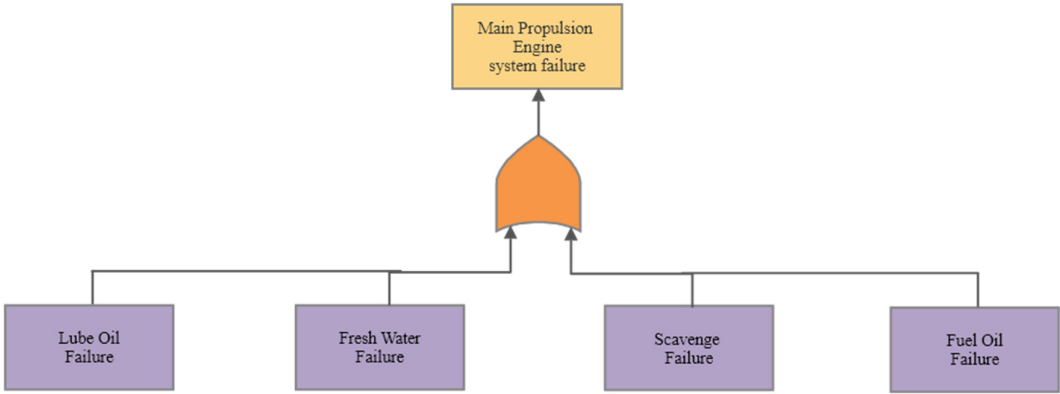 Main Propulsion
Engine
system failure
Lube Oil
Failure
Fresh Water
Failure
Scavenge
Failure
Fuel Oil
Failure